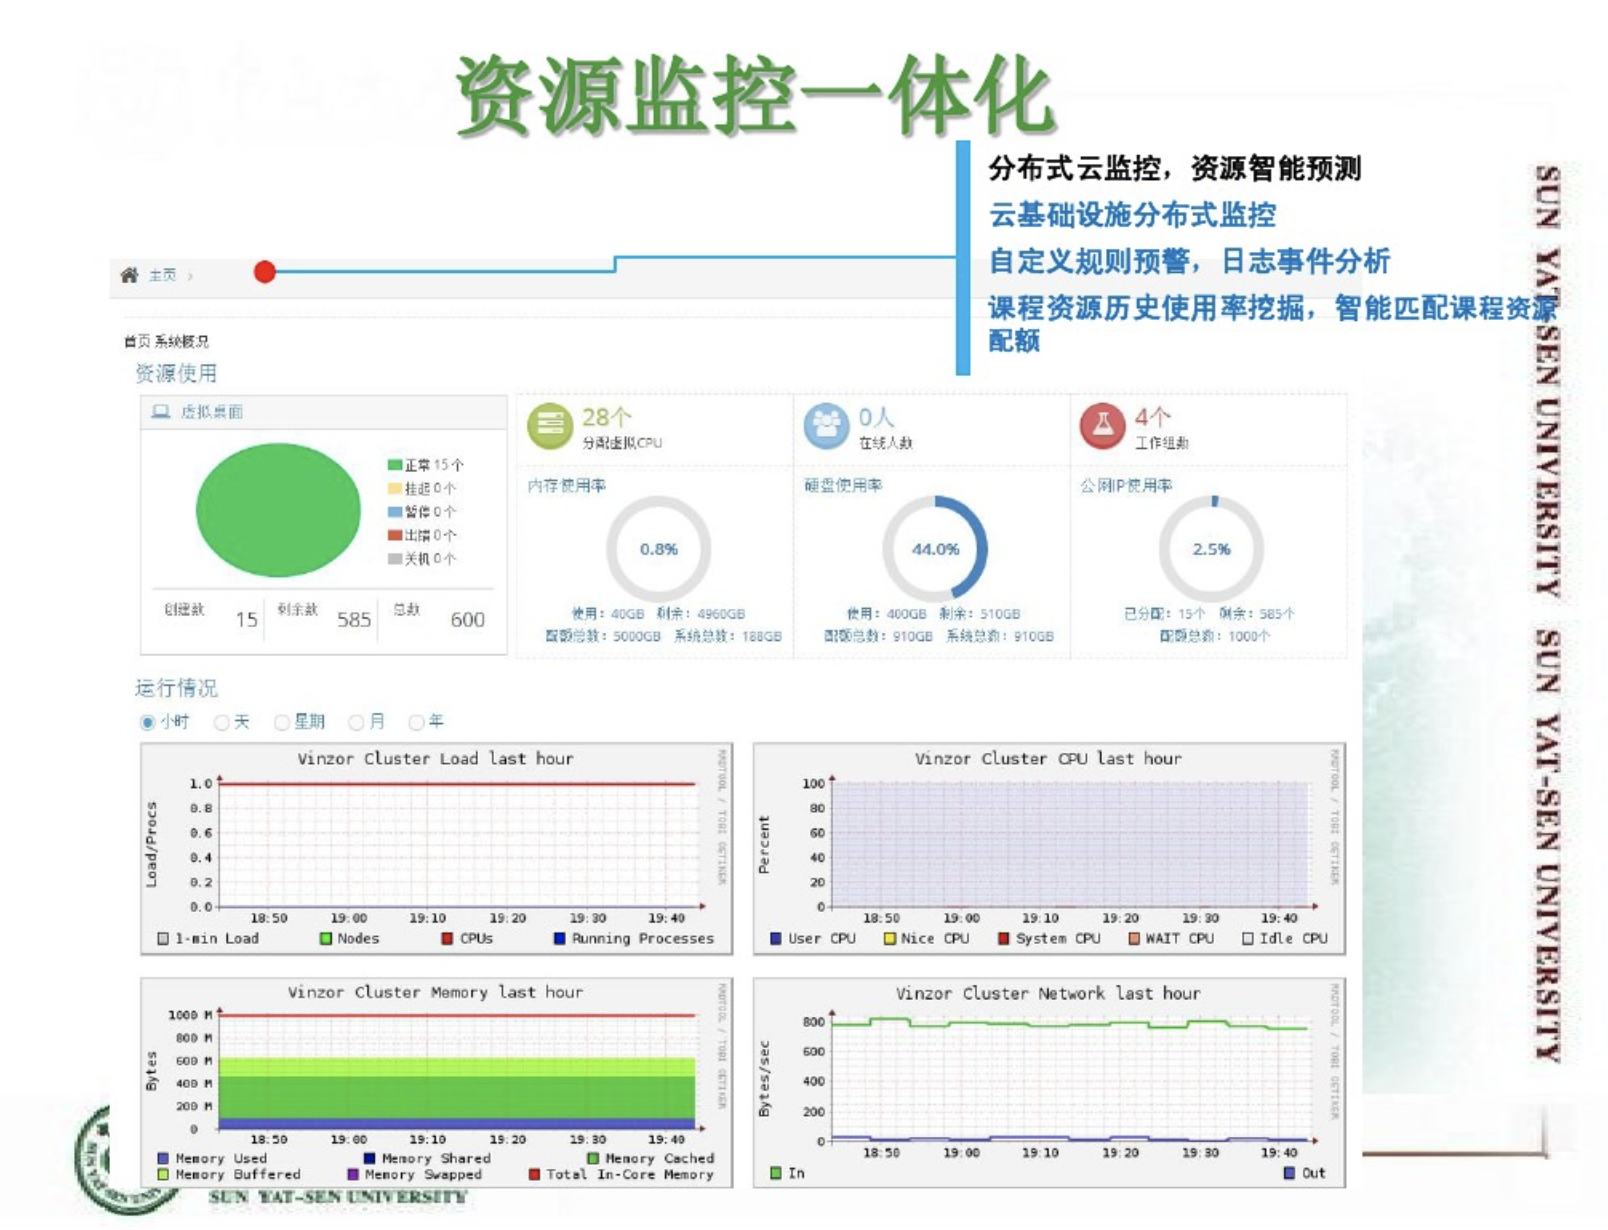 资源监控一体化
分布式云监控，资源智能预测
云基础设施分布式监控
自定义规则预警，日志事件分析
课程资源历史使用率挖掘，智能匹配课程资源
配额
主页 ›
首页 系统概况
资源使用
虚拟桌面
正常 15 个
挂起 0 个
暂停 0 个
出错 0 个
关机 0 个
创建数 15 剩余数 585 总数 600
28个
分配虚拟CPU
0人
在线人数
4个
工作组数
内存使用率
0.8%
使用：40GB 剩余：4960GB
配额总数：5000GB 系统总数：188GB
硬盘使用率
44.0%
使用：400GB 剩余：510GB
配额总数：910GB 系统总数：910GB
公网IP使用率
2.5%
已分配：15个 剩余：585个
配额总数：1000个
运行情况
小时 天 星期 月 年
Vinzor Cluster Load last hour
Load/Procs
1.0
0.8
0.6
0.4
0.2
0.0
18:50 19:00 19:10 19:20 19:30 19:40
1-min Load Nodes CPUs Running Processes
RRDTOOL / TOBI OETIKER
Vinzor Cluster CPU last hour
Percent
100
80
60
40
20
0
18:50 19:00 19:10 19:20 19:30 19:40
User CPU Nice CPU System CPU WAIT CPU Idle CPU
RRDTOOL / TOBI OETIKER
Vinzor Cluster Memory last hour
Bytes
1000 M
800 M
600 M
400 M
200 M
0
18:50 19:00 19:10 19:20 19:30 19:40
Memory Used Memory Shared Memory Cached
Memory Buffered Memory Swapped Total In-Core Memory
RRDTOOL / TOBI OETIKER
Vinzor Cluster Network last hour
Bytes/sec
800
600
400
200
0
18:50 19:00 19:10 19:20 19:30 19:40
In Out
RRDTOOL / TOBI OETIKER
SUN YAT-SEN UNIVERSITY
SUN YAT-SEN UNIVERSITY SUN YAT-SEN UNIVERSITY